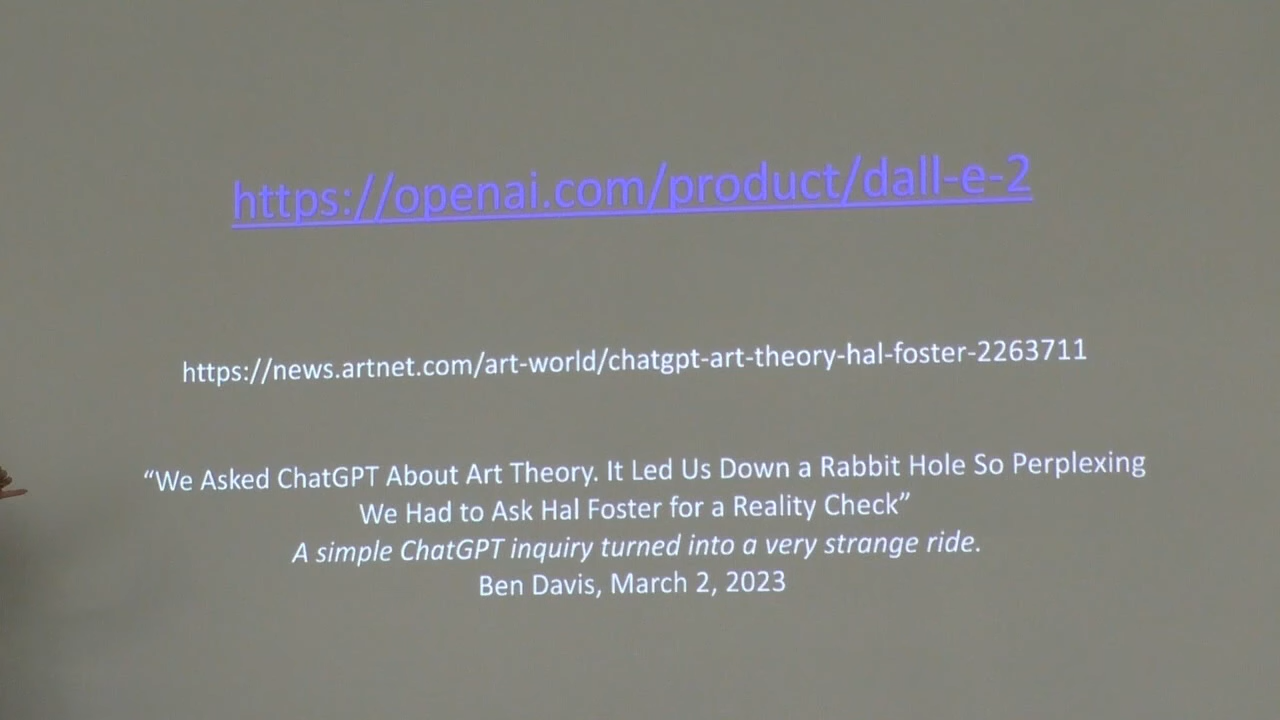 https://openai.com/product/dall-e-2
https://news.artnet.com/art-world/chatgpt-art-theory-hal-foster-2263711
“We Asked ChatGPT About Art Theory. It Led Us Down a Rabbit Hole So Perplexing
We Had to Ask Hal Foster for a Reality Check”
A simple ChatGPT inquiry turned into a very strange ride.
Ben Davis, March 2, 2023